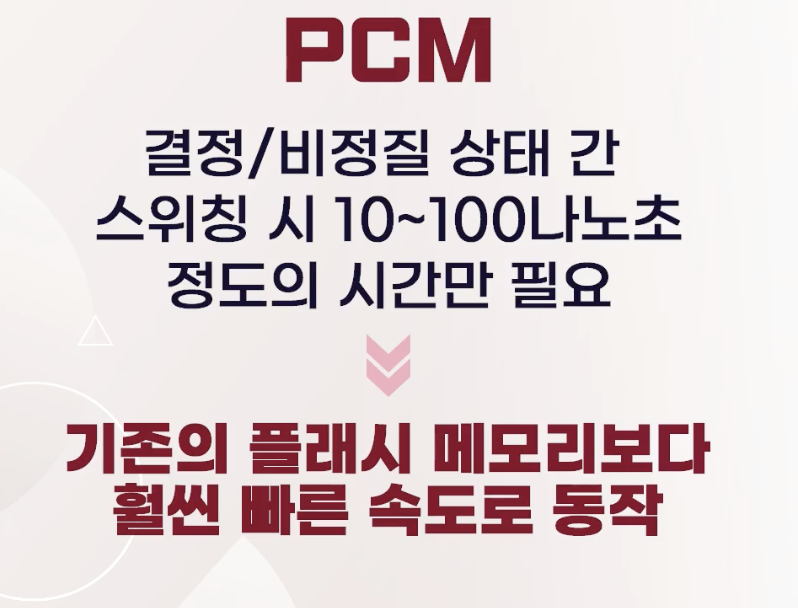 PCM
결정/비정질 상태 간
스위칭 시 10~100나노초
정도의 시간만 필요
기존의 플래시 메모리보다
훨씬 빠른 속도로 동작